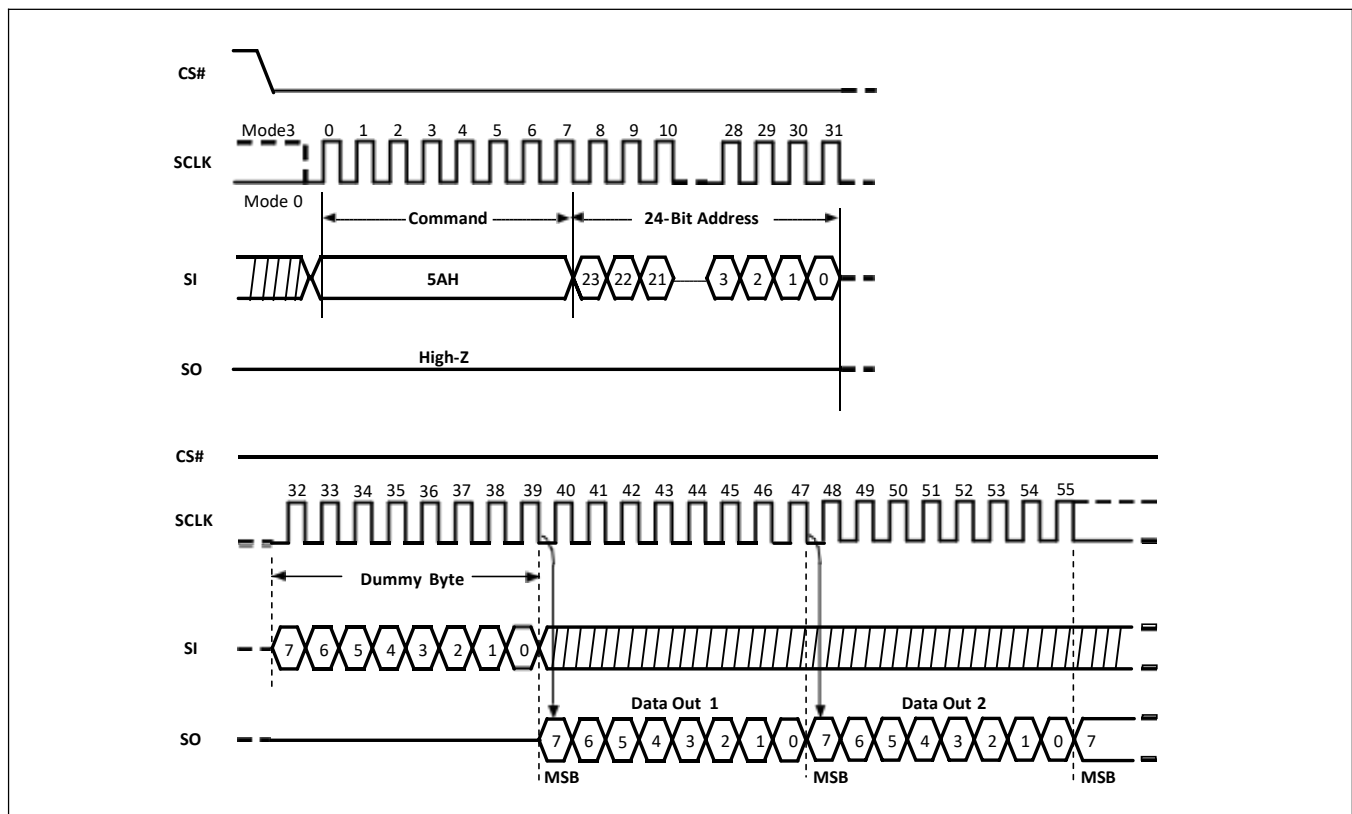 CS#
Mode3 0 1 2 3 4 5 6 7 8 9 10 28 29 30 31
SCLK
Mode 0
Command 24-Bit Address
SI 5AH 23 22 21 3 2 1 0
High-Z
SO
CS#
32 33 34 35 36 37 38 39 40 41 42 43 44 45 46 47 48 49 50 51 52 53 54 55
SCLK
Dummy Byte
SI 7 6 5 4 3 2 1 0
Data Out 1 Data Out 2
SO 7 6 5 4 3 2 1 0 7 6 5 4 3 2 1 0 7
MSB MSB MSB